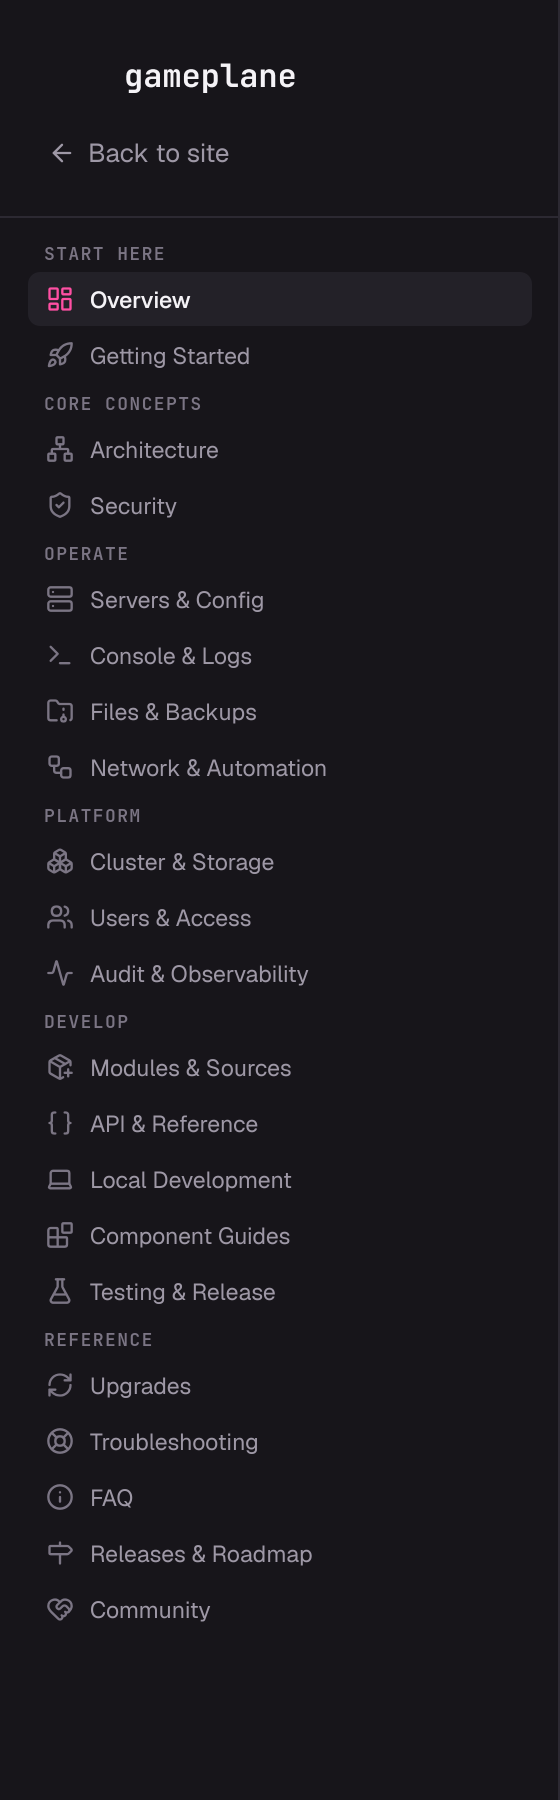 gameplane
Back to site
START HERE
Overview
Getting Started
CORE CONCEPTS
Architecture
Security
OPERATE
Servers & Config
Console & Logs
Files & Backups
Network & Automation
PLATFORM
Cluster & Storage
Users & Access
Audit & Observability
DEVELOP
Modules & Sources
API & Reference
Local Development
Component Guides
Testing & Release
REFERENCE
Upgrades
Troubleshooting
FAQ
Releases & Roadmap
Community